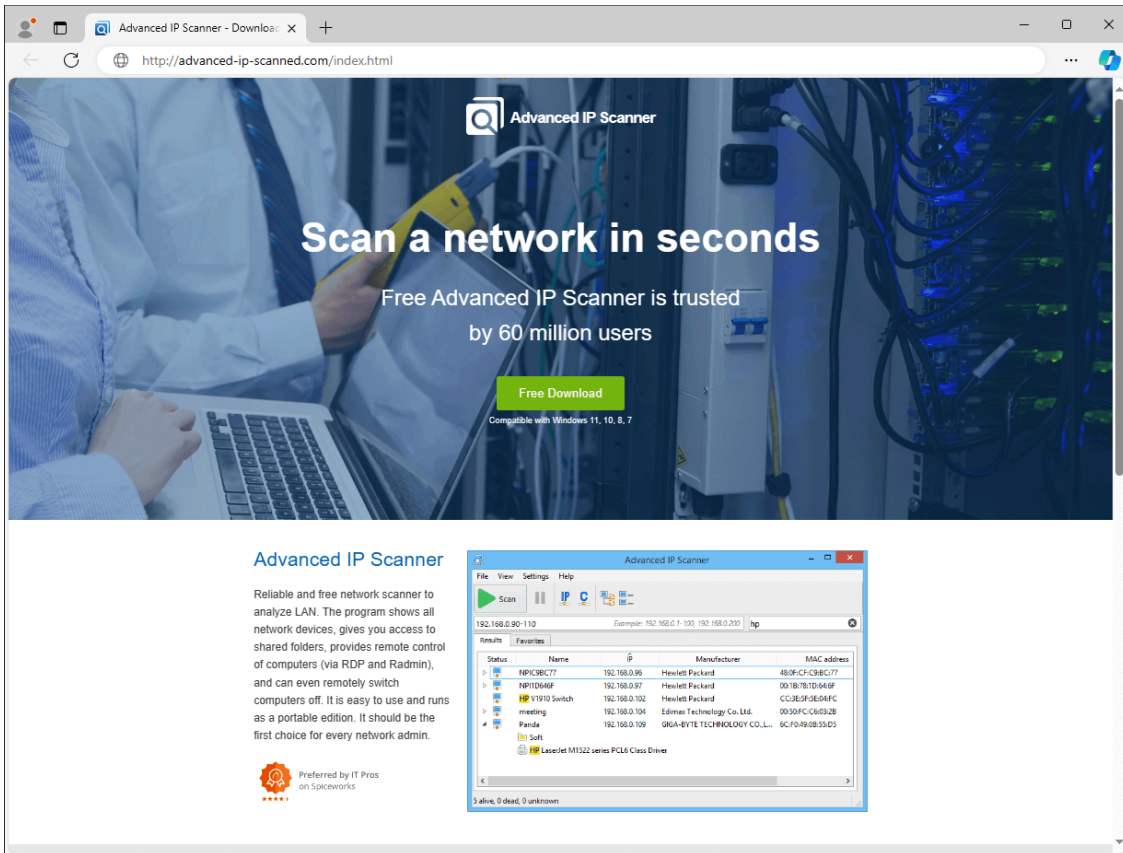 Advanced IP Scanner - Downloac
http://advanced-ip-scanned.com/index.html
Advanced IP Scanner
Scan a network in seconds
Free Advanced IP Scanner is trusted
by 60 million users
Free Download
Compatible with Windows 11, 10, 8, 7
Advanced IP Scanner
Reliable and free network scanner to
analyze LAN. The program shows all
network devices, gives you access to
shared folders, provides remote control
of computers (via RDP and Radmin),
and can even remotely switch
computers off. It is easy to use and runs
as a portable edition. It should be the
first choice for every network admin.
Preferred by IT Pros
on Spiceworks
Advanced IP Scanner
File View Settings Help
Scan IP C
192.168.0.90-110 Example: 192.168.0.1-100, 192.168.0.200 hp
Results Favorites
Status Name IP Manufacturer MAC address
NPIC9BC77 192.168.0.96 Hewlett Packard 48:0F:CF:C9:BC:77
NPI1D646F 192.168.0.97 Hewlett Packard 00:1B:78:1D:64:6F
HP V1910 Switch 192.168.0.102 Hewlett Packard CC:3E:5F:5E:04:FC
meeting 192.168.0.104 Edimax Technology Co. Ltd. 00:50:FC:C6:03:2B
Panda 192.168.0.109 GIGA-BYTE TECHNOLOGY CO.,L... 6C:F0:49:08:55:D5
Soft
HP LaserJet M1522 series PCL6 Class Driver
5 alive, 0 dead, 0 unknown